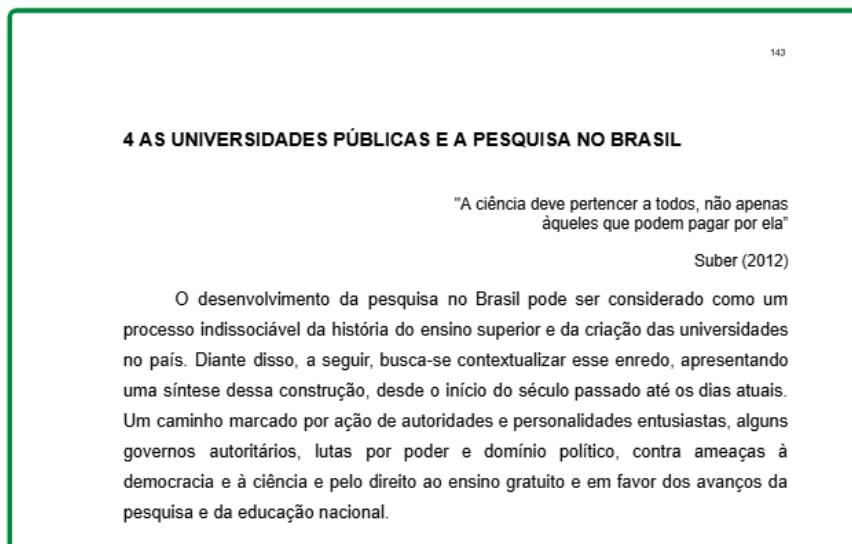 143
4 AS UNIVERSIDADES PÚBLICAS E A PESQUISA NO BRASIL
"A ciência deve pertencer a todos, não apenas
àqueles que podem pagar por ela"
Suber (2012)
O desenvolvimento da pesquisa no Brasil pode ser considerado como um
processo indissociável da história do ensino superior e da criação das universidades
no país. Diante disso, a seguir, busca-se contextualizar esse enredo, apresentando
uma síntese dessa construção, desde o início do século passado até os dias atuais.
Um caminho marcado por ação de autoridades e personalidades entusiastas, alguns
governos autoritários, lutas por poder e domínio político, contra ameaças à
democracia e à ciência e pelo direito ao ensino gratuito e em favor dos avanços da
pesquisa e da educação nacional.